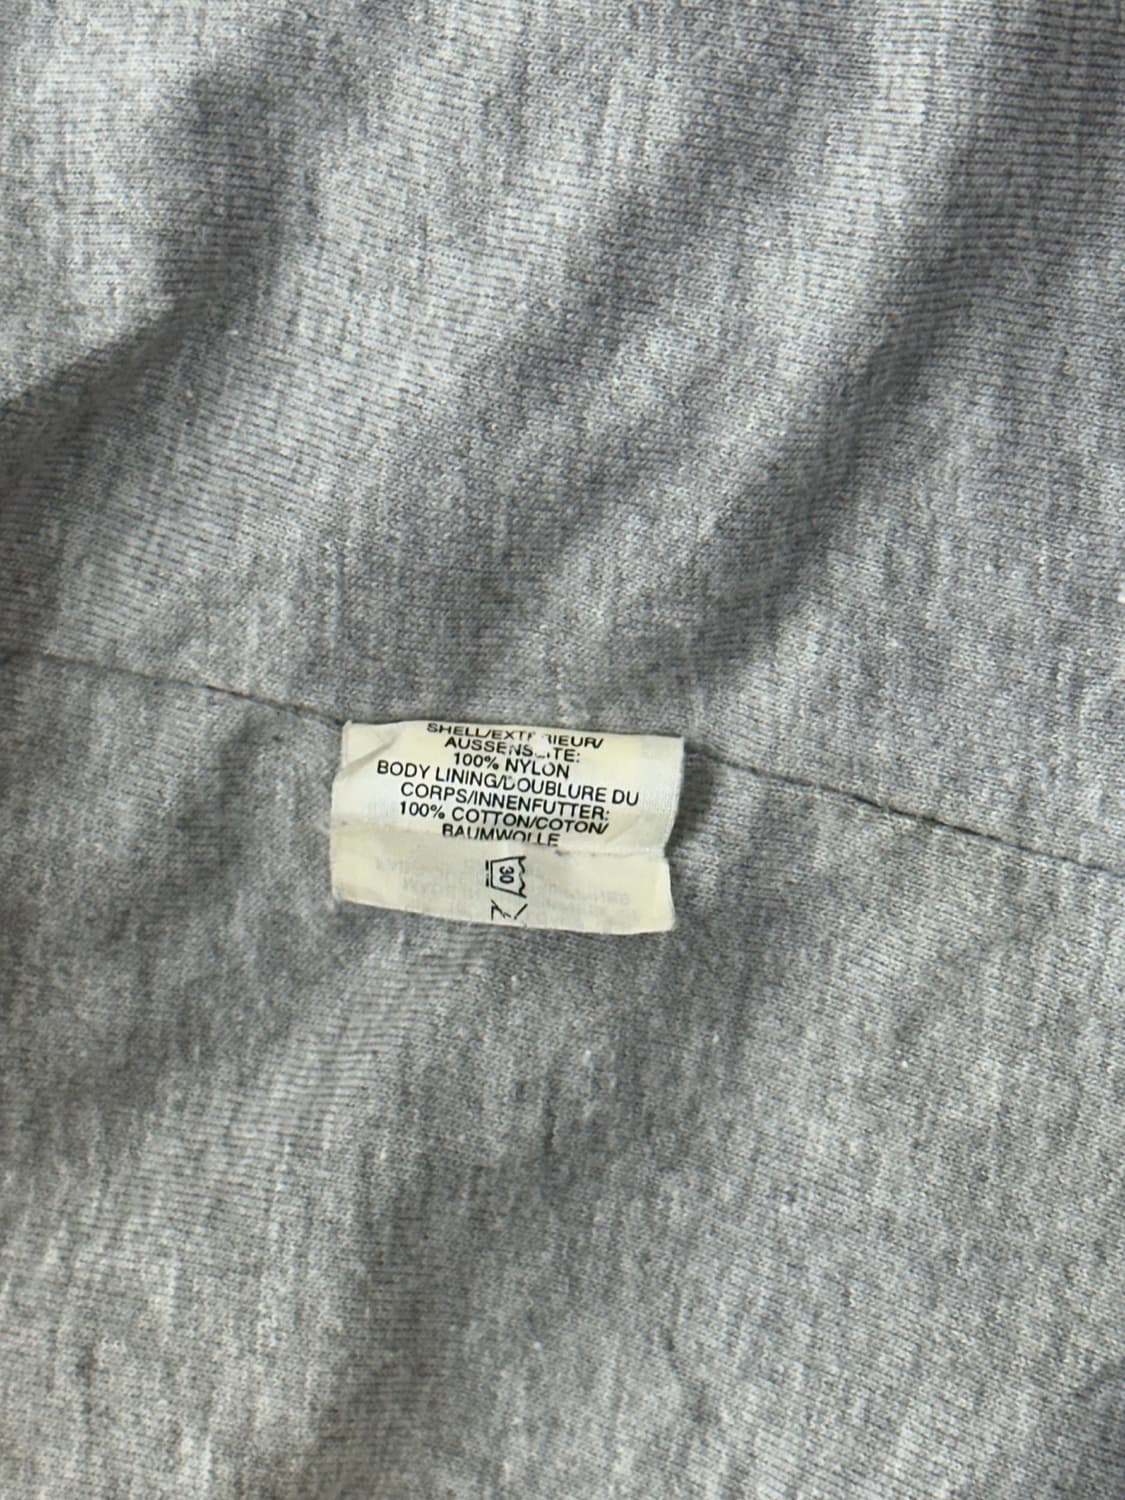 SHELL/EXTÉRIEUR/
AUSSENSEITE:
100% NYLON
BODY LINING/DOUBLURE DU
CORPS/INNENFUTTER:
100% COTTON/COTON/
BAUMWOLLE
30